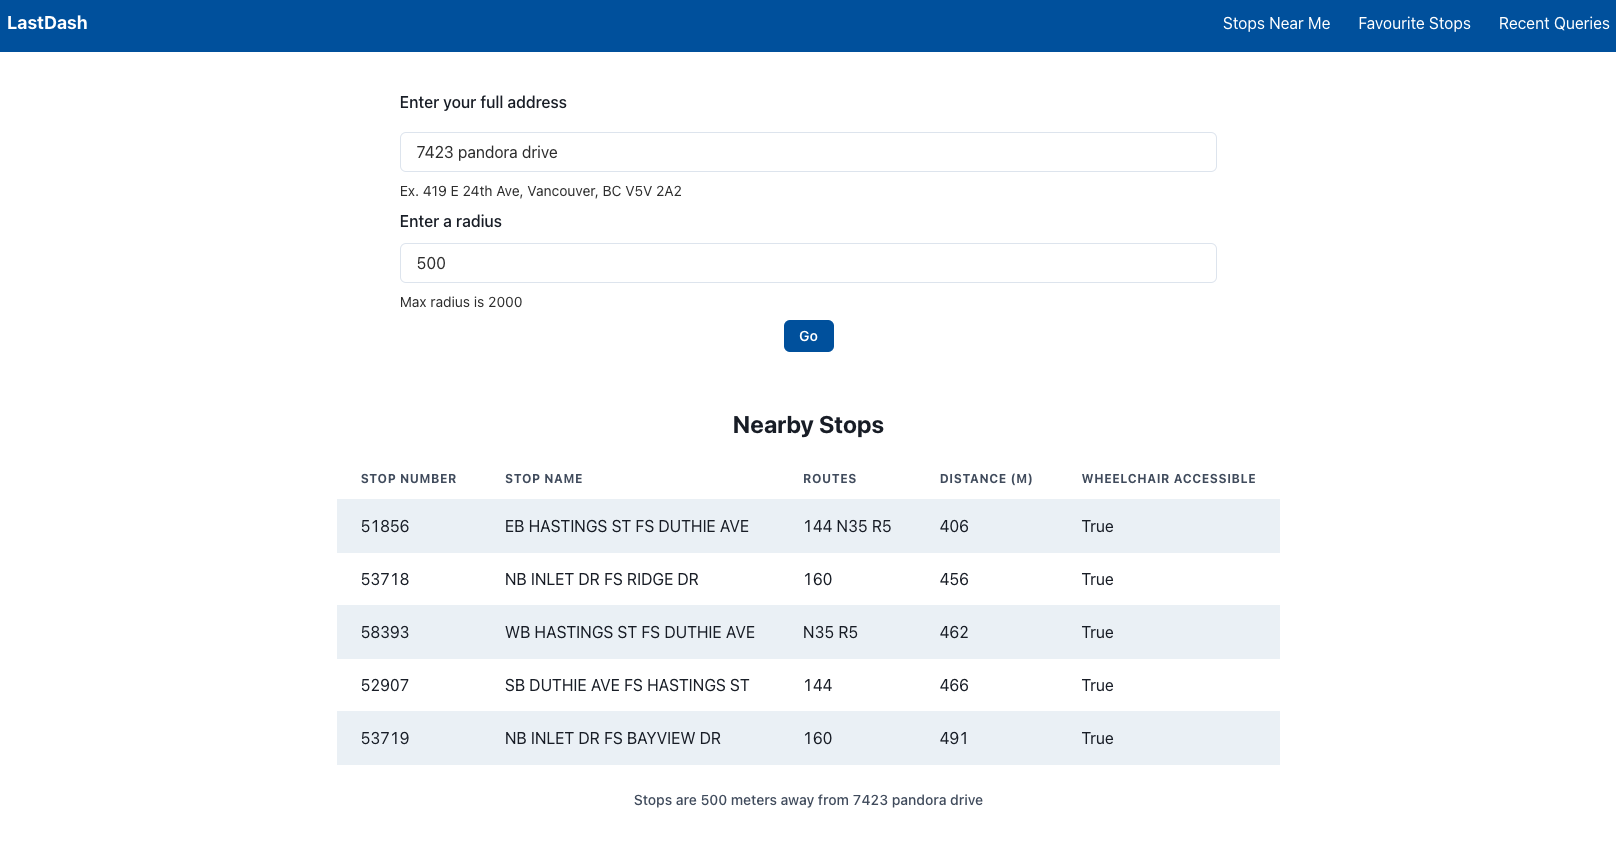 LastDash
Stops Near Me Favourite Stops Recent Queries
Enter your full address
7423 pandora drive
Ex. 419 E 24th Ave, Vancouver, BC V5V 2A2
Enter a radius
500
Max radius is 2000
Go
Nearby Stops
STOP NUMBER STOP NAME ROUTES DISTANCE (M) WHEELCHAIR ACCESSIBLE
51856 EB HASTINGS ST FS DUTHIE AVE 144 N35 R5 406 True
53718 NB INLET DR FS RIDGE DR 160 456 True
58393 WB HASTINGS ST FS DUTHIE AVE N35 R5 462 True
52907 SB DUTHIE AVE FS HASTINGS ST 144 466 True
53719 NB INLET DR FS BAYVIEW DR 160 491 True
Stops are 500 meters away from 7423 pandora drive